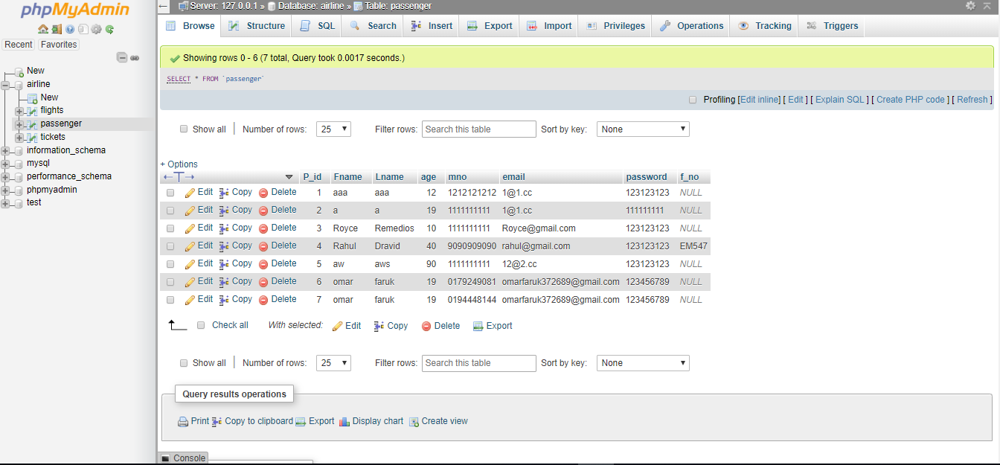 phpMyAdmin
Recent Favorites
New
airline
New
flights
passenger
tickets
information_schema
mysql
performance_schema
phpmyadmin
test
Server: 127.0.0.1 » Database: airline » Table: passenger
Browse Structure SQL Search Insert Export Import Privileges Operations Tracking Triggers
Showing rows 0 - 6 (7 total, Query took 0.0017 seconds.)
SELECT * FROM `passenger`
Profiling [Edit inline] [ Edit ] [ Explain SQL ] [ Create PHP code ] [ Refresh ]
Show all Number of rows: 25 Filter rows: Search this table Sort by key: None
+ Options
P_id Fname Lname age mno email password f_no
Edit Copy Delete 1 aaa aaa 12 1212121212 1@1.cc 123123123 NULL
Edit Copy Delete 2 a a 19 1111111111 1@1.cc 111111111 NULL
Edit Copy Delete 3 Royce Remedios 10 1111111111 Royce@gmail.com 123123123 NULL
Edit Copy Delete 4 Rahul Dravid 40 9090909090 rahul@gmail.com 123123123 EM547
Edit Copy Delete 5 aw aws 90 1111111111 12@2.cc 123123123 NULL
Edit Copy Delete 6 omar faruk 19 0179249081 omarfaruk372689@gmail.com 123456789 NULL
Edit Copy Delete 7 omar faruk 19 0194448144 omarfaruk372689@gmail.com 123456789 NULL
Check all With selected: Edit Copy Delete Export
Show all Number of rows: 25 Filter rows: Search this table Sort by key: None
Query results operations
Print Copy to clipboard Export Display chart Create view
Console